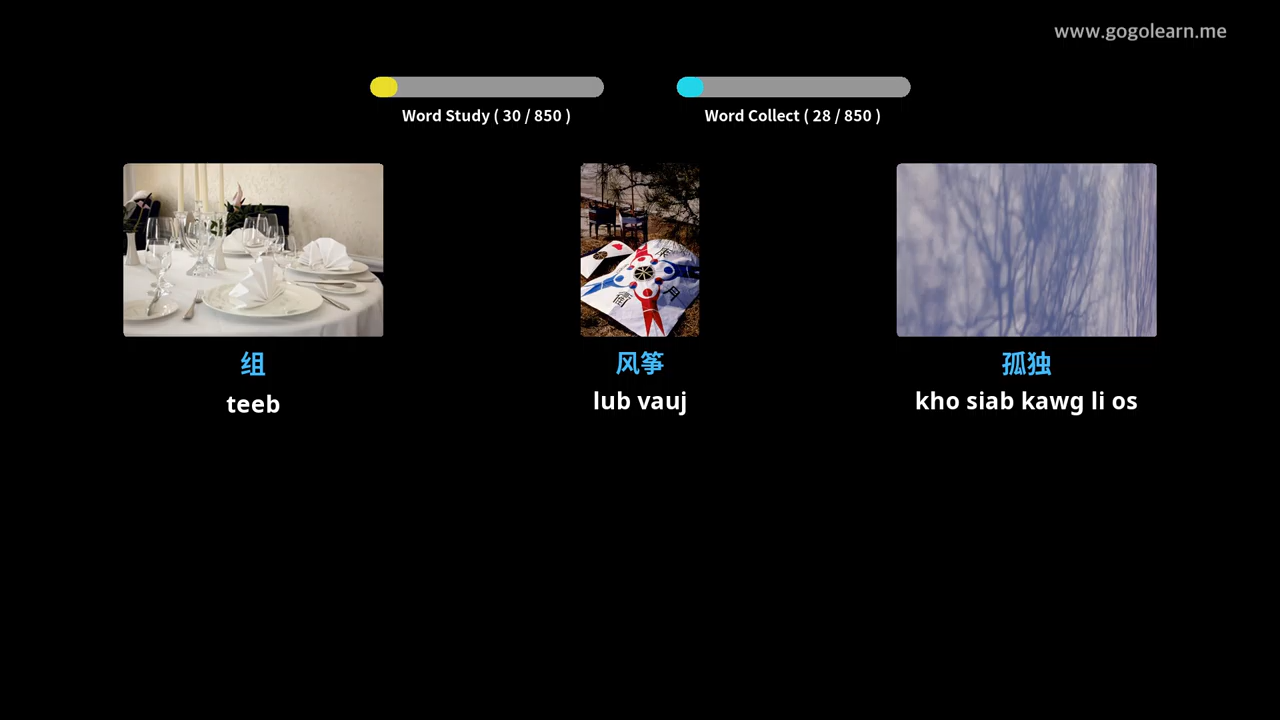 www.gogolearn.me
Word Study ( 30 / 850 )
Word Collect ( 28 / 850 )
组
teeb
风筝
lub vauj
孤独
kho siab kawg li os